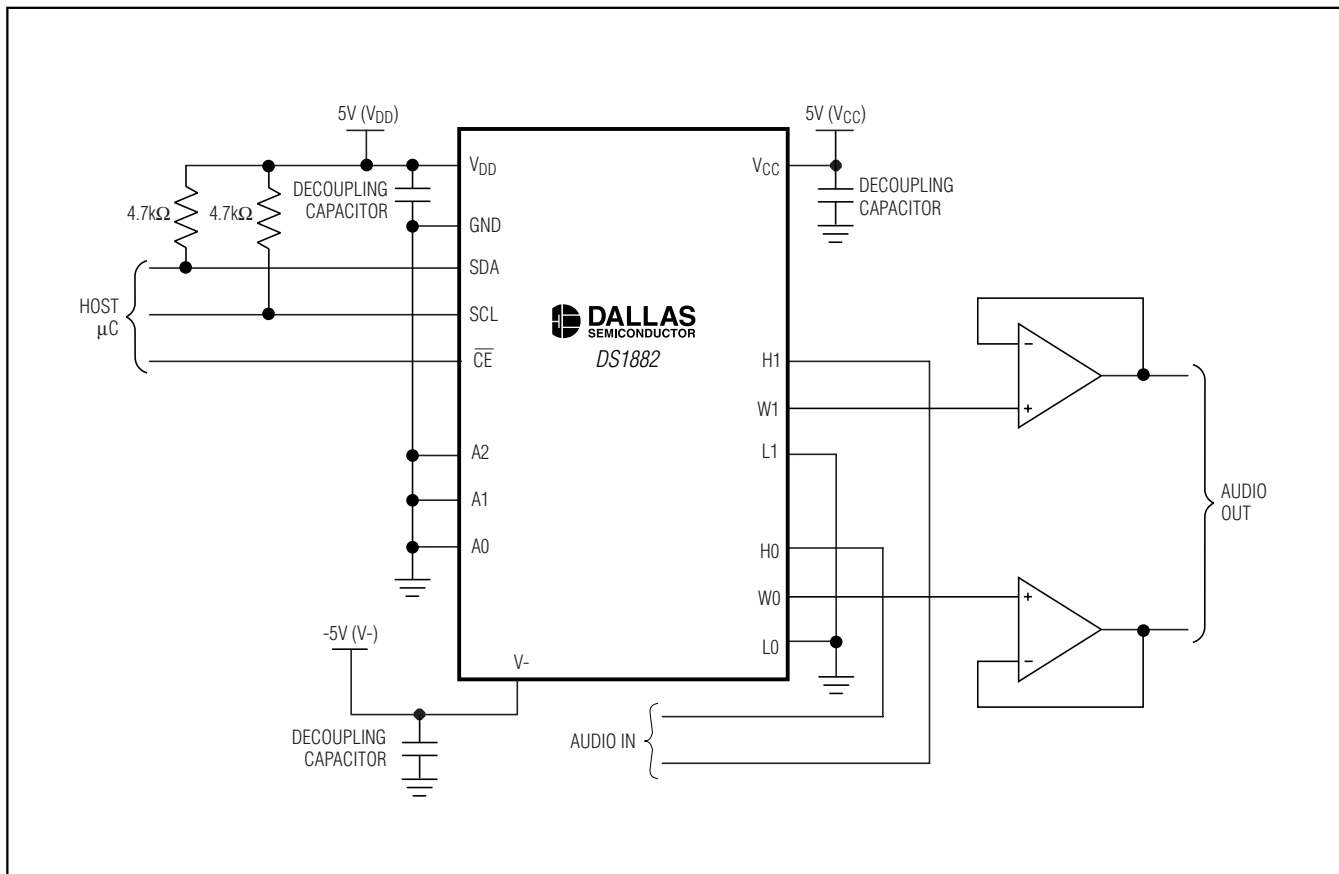 5V (VDD)
5V (VCC)
VDD
VCC
DECOUPLING
CAPACITOR
DECOUPLING
CAPACITOR
4.7kΩ
4.7kΩ
GND
SDA
HOST
µC
SCL
CE
DALLAS
SEMICONDUCTOR
DS1882
H1
W1
L1
A2
A1
A0
H0
W0
L0
AUDIO
OUT
-
+
+
-
-5V (V-)
V-
DECOUPLING
CAPACITOR
AUDIO IN